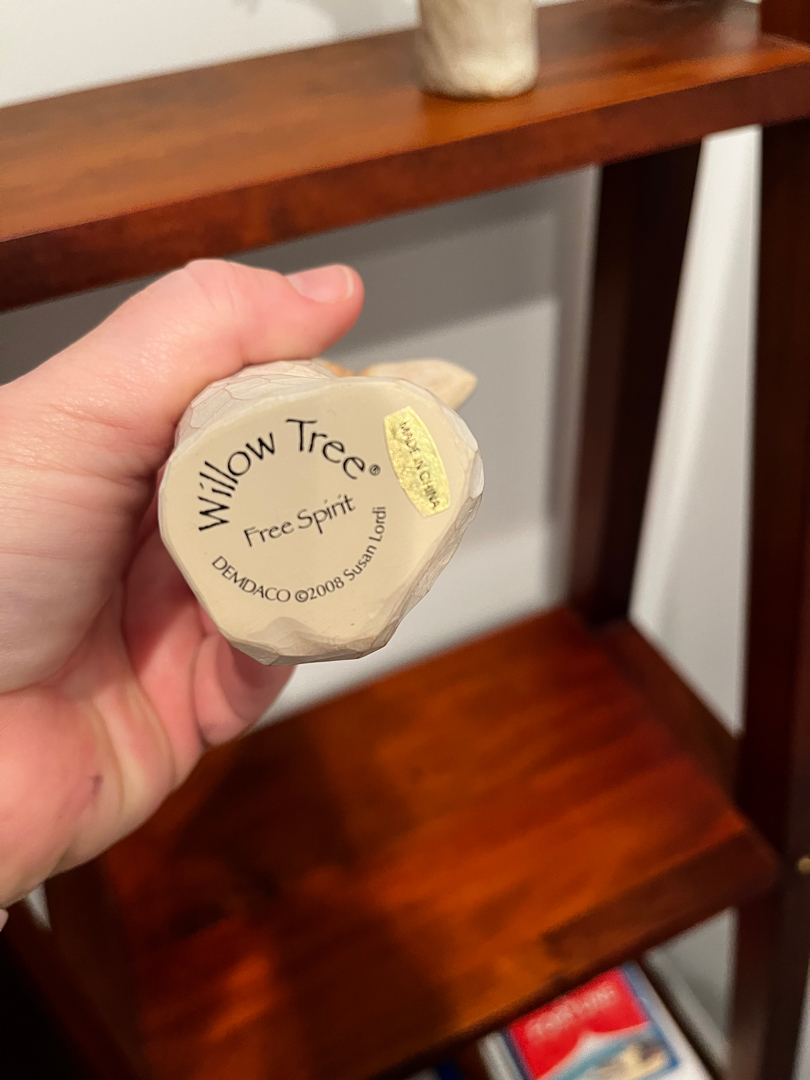 Willow Tree®
Free Spirit
DEMDACO ©2008 Susan Lordi
MADE IN CHINA